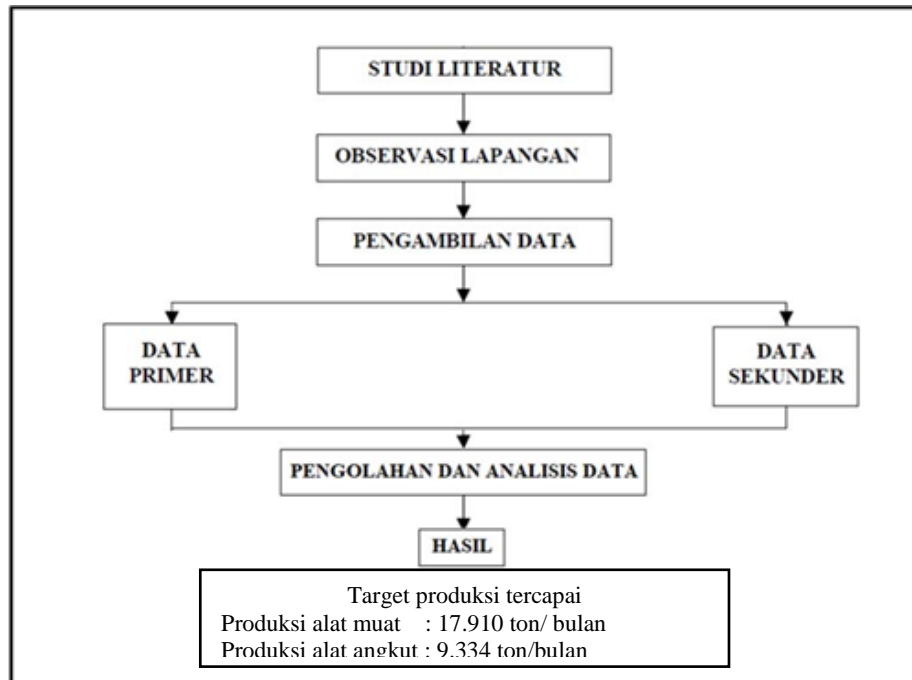 STUDI LITERATUR
OBSERVASI LAPANGAN
PENGAMBILAN DATA
DATA
PRIMER
DATA
SEKUNDER
PENGOLAHAN DAN ANALISIS DATA
HASIL
Target produksi tercapai
Produksi alat muat : 17.910 ton/ bulan
Produksi alat angkut : 9.334 ton/bulan